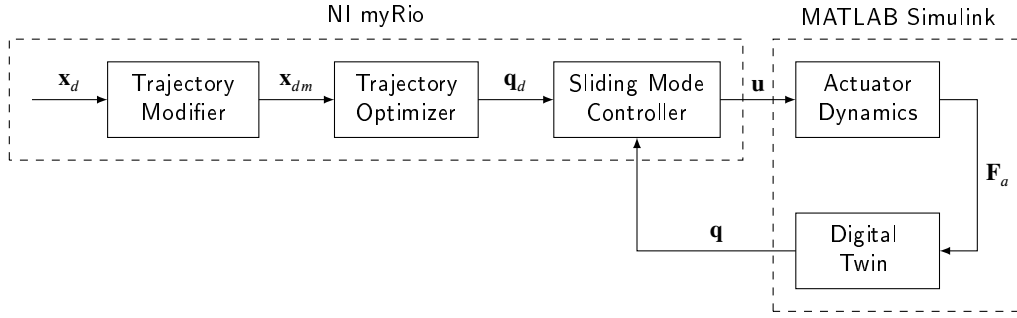 NI myRio
MATLAB Simulink
x_d
Trajectory
Modifier
x_dm
Trajectory
Optimizer
q_d
Sliding Mode
Controller
u
Actuator
Dynamics
F_a
q
Digital
Twin